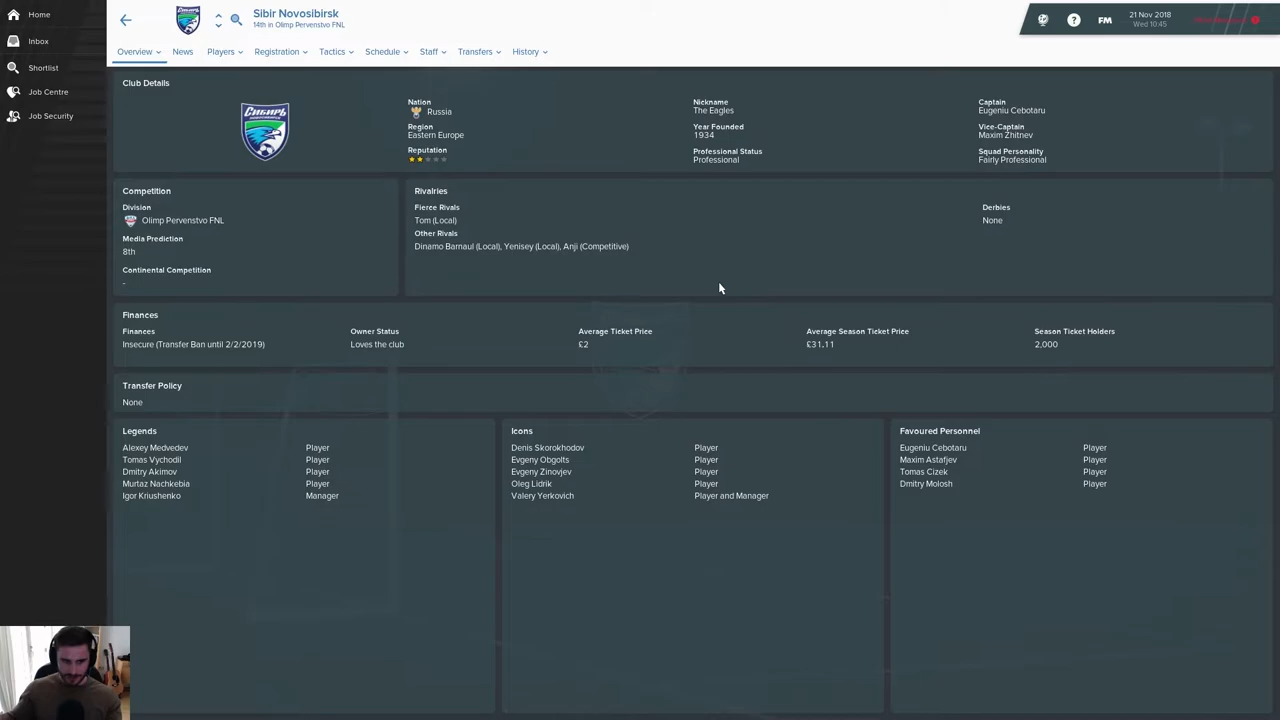 Home
Inbox
Shortlist
Job Centre
Job Security
Sibir Novosibirsk
14th in Olimp Pervenstvo FNL
FM
21 Nov 2018
Wed 10:45
Overview
News
Players
Registration
Tactics
Schedule
Staff
Transfers
History
Club Details
СИБИРЬ
Nation
Russia
Region
Eastern Europe
Reputation
Nickname
The Eagles
Year Founded
1934
Professional Status
Professional
Captain
Eugeniu Cebotaru
Vice-Captain
Maxim Zhitnev
Squad Personality
Fairly Professional
Competition
Division
Olimp Pervenstvo FNL
Media Prediction
8th
Continental Competition
-
Rivalries
Fierce Rivals
Tom (Local)
Other Rivals
Dinamo Barnaul (Local), Yenisey (Local), Anji (Competitive)
Derbies
None
Finances
Finances
Insecure (Transfer Ban until 2/2/2019)
Owner Status
Loves the club
Average Ticket Price
£2
Average Season Ticket Price
£31.11
Season Ticket Holders
2,000
Transfer Policy
None
Legends
Alexey Medvedev Player
Tomas Vychodil Player
Dmitry Akimov Player
Murtaz Nachkebia Player
Igor Kriushenko Manager
Icons
Denis Skorokhodov Player
Evgeny Obgolts Player
Evgeny Zinovjev Player
Oleg Lidrik Player
Valery Yerkovich Player and Manager
Favoured Personnel
Eugeniu Cebotaru Player
Maxim Astafjev Player
Tomas Cizek Player
Dmitry Molosh Player